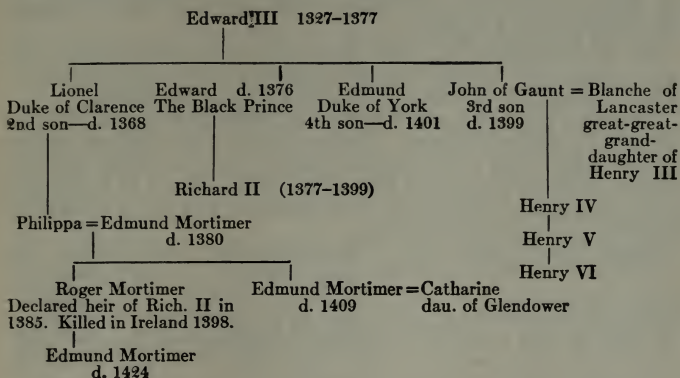 Edward III 1327–1377
Lionel
Duke of Clarence
2nd son—d. 1368
Edward d. 1376
The Black Prince
Edmund
Duke of York
4th son—d. 1401
John of Gaunt = Blanche of
3rd son
d. 1399
Lancaster
great-great-
grand-
daughter of
Henry III
Richard II (1377–1399)
Henry IV
Henry V
Henry VI
Philippa = Edmund Mortimer
d. 1380
Roger Mortimer
Declared heir of Rich. II in
1385. Killed in Ireland 1398.
Edmund Mortimer = Catharine
d. 1409
dau. of Glendower
Edmund Mortimer
d. 1424